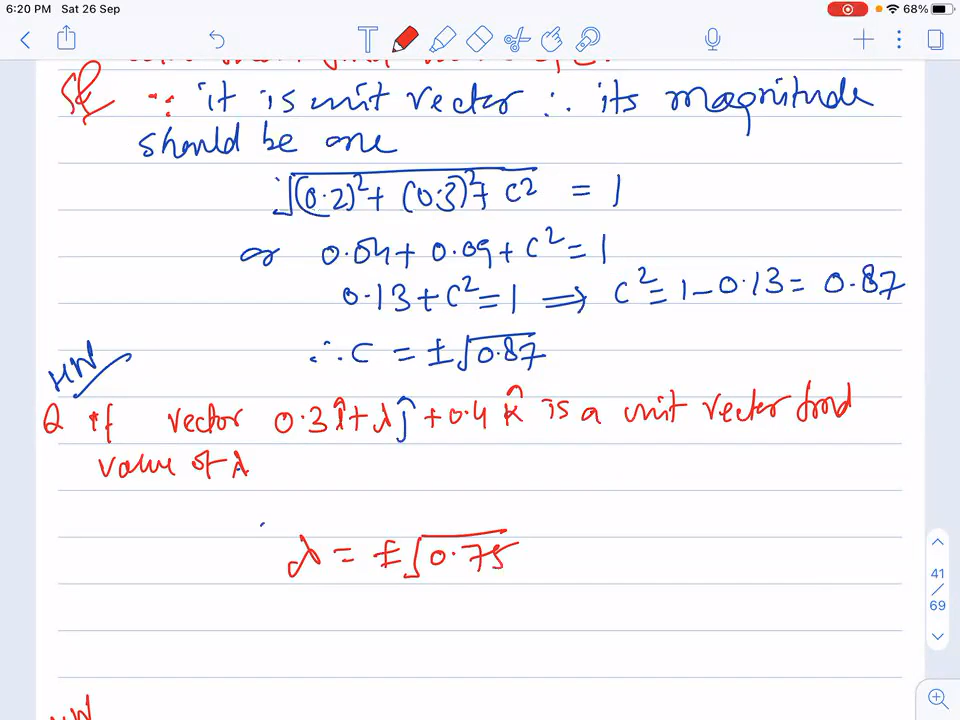 6:20 PM Sat 26 Sep
68%
T
Sol ∵ it is unit vector ∴ its magnitude
should be one
√(0.2)²+(0.3)²+c² = 1
or 0.04+0.09+c²=1
0.13+c²=1 ⟹ c²=1-0.13=0.87
∴ c = ±√0.87
HW
Q if vector 0.3î+λĵ+0.4k̂ is a unit vector find
value of λ
λ = ±√0.75
41
/
69
HW